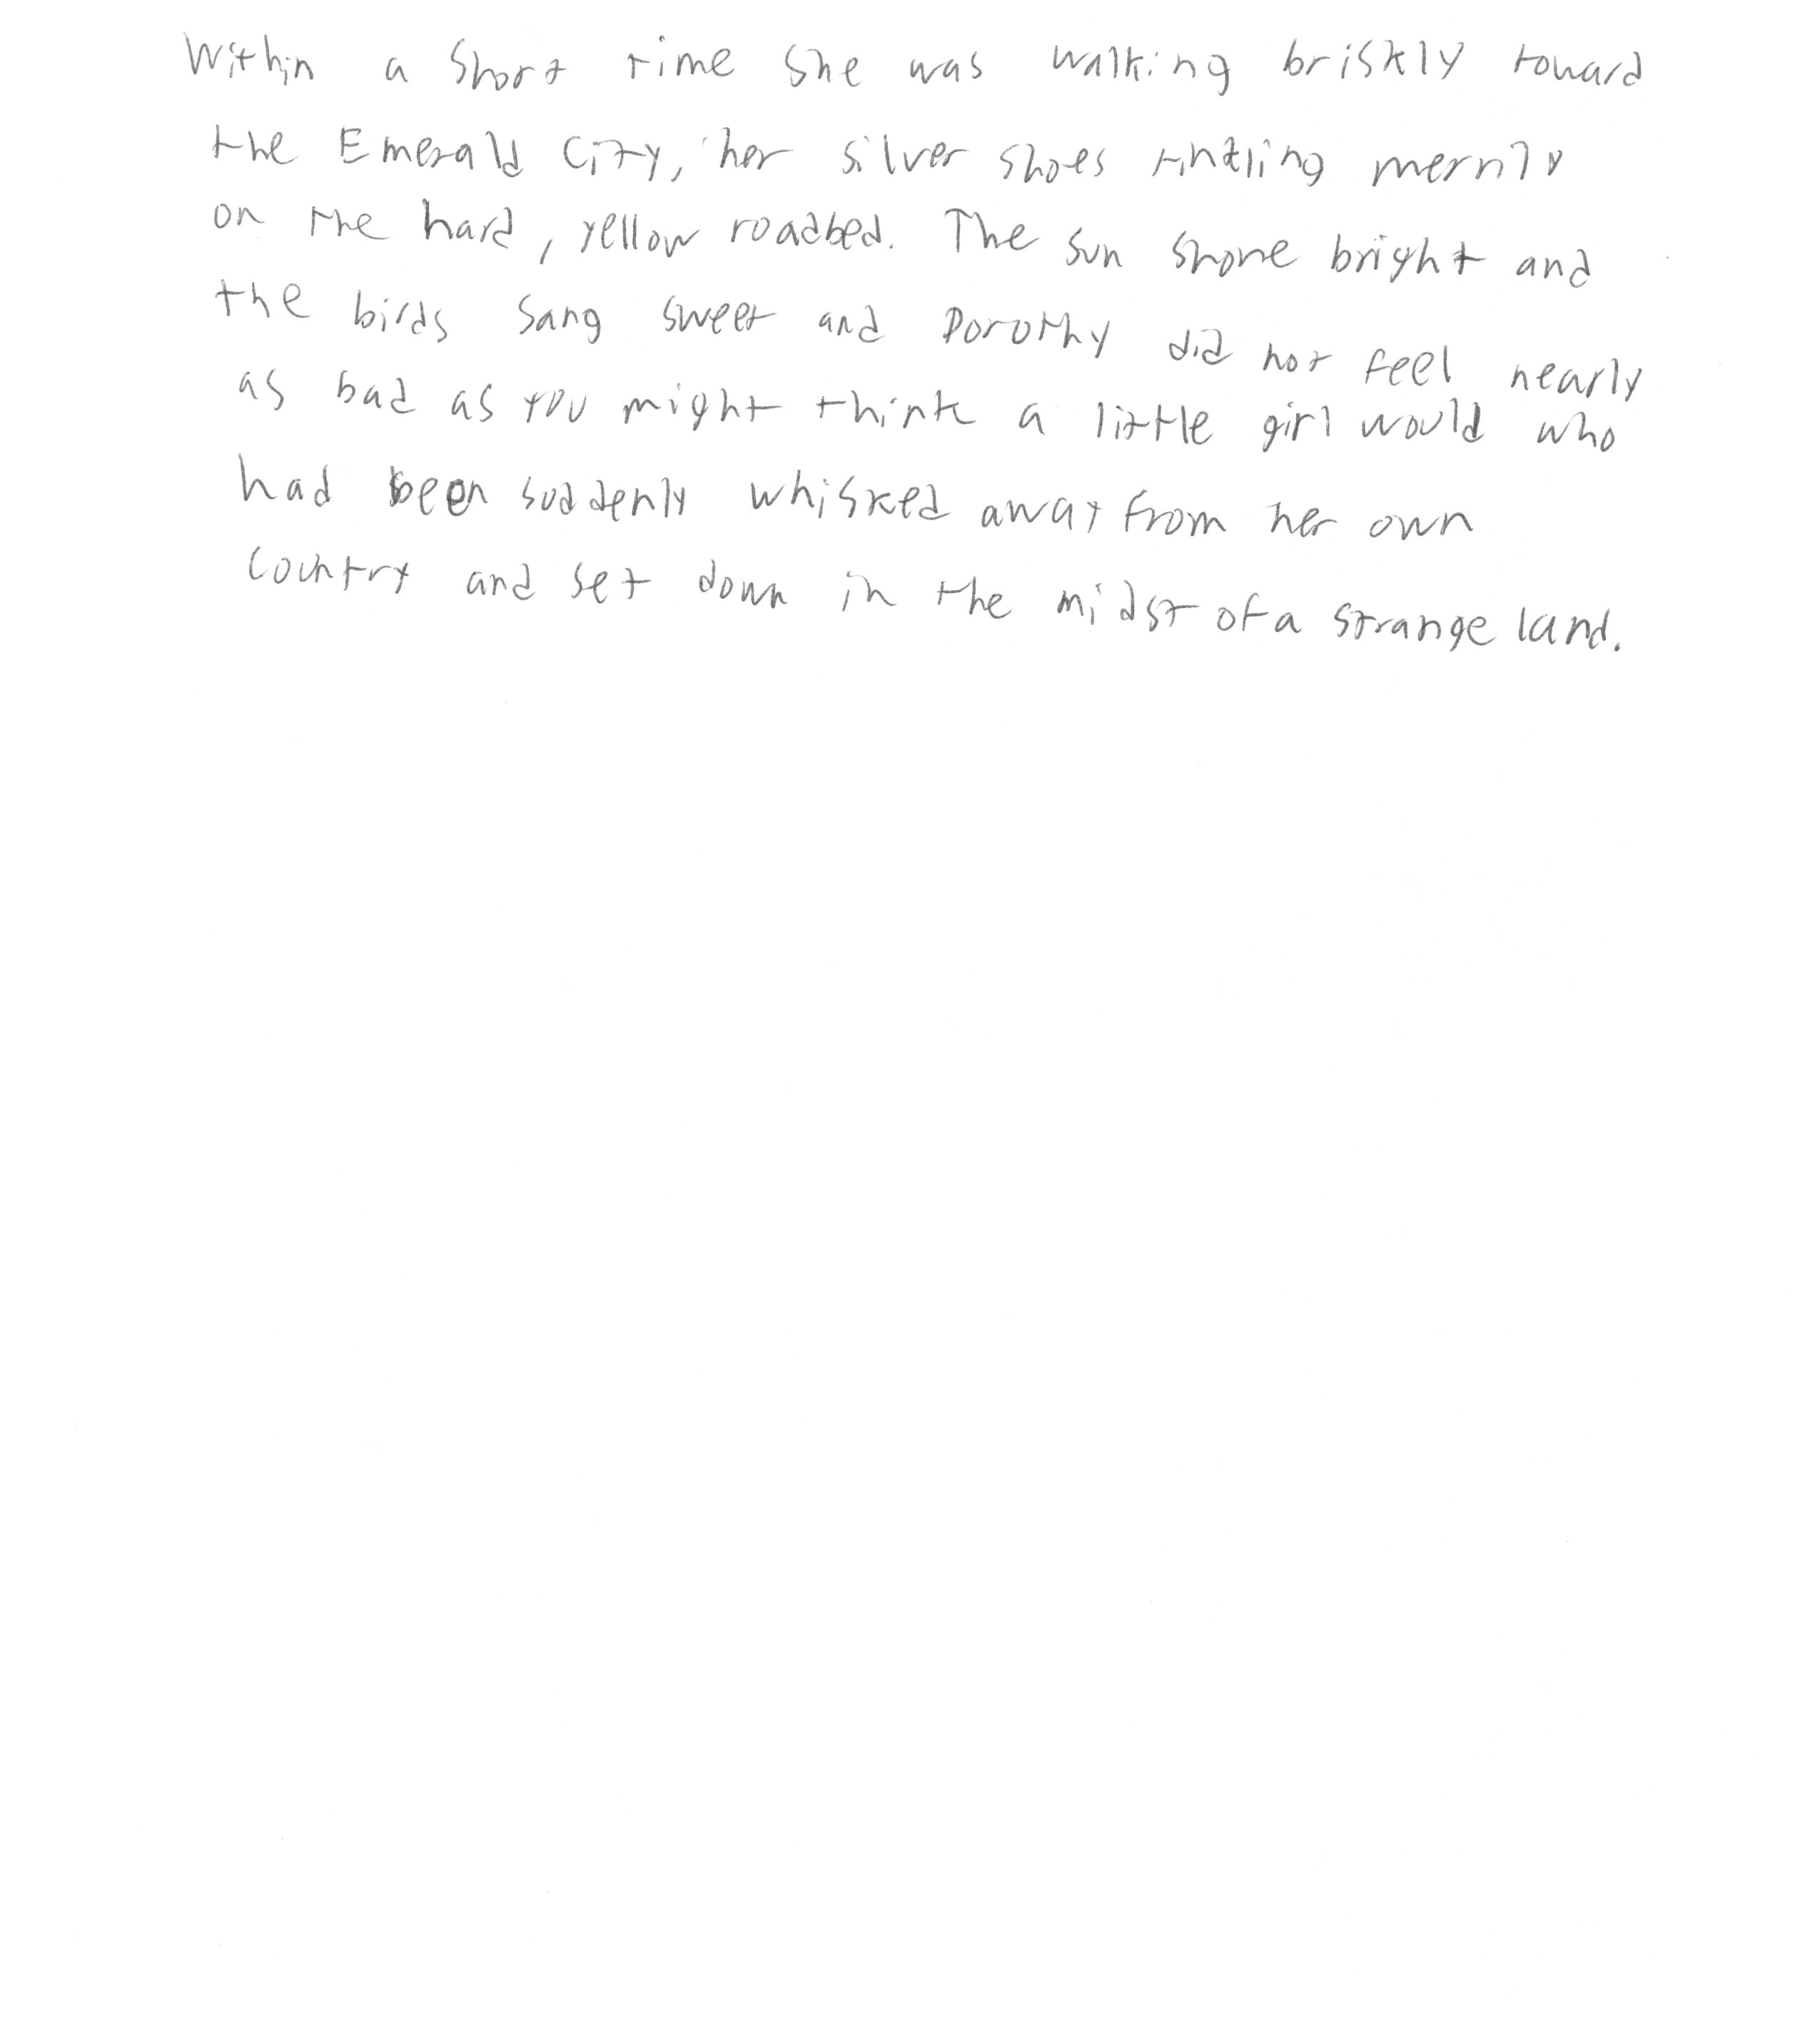 Within a short time she was walking briskly toward
the Emerald City, her silver shoes tinkling merrily
on the hard, yellow roadbed. The sun shone bright and
the birds sang sweet and Dorothy did not feel nearly
as bad as you might think a little girl would who
had been suddenly whisked away from her own
country and set down in the midst of a strange land.